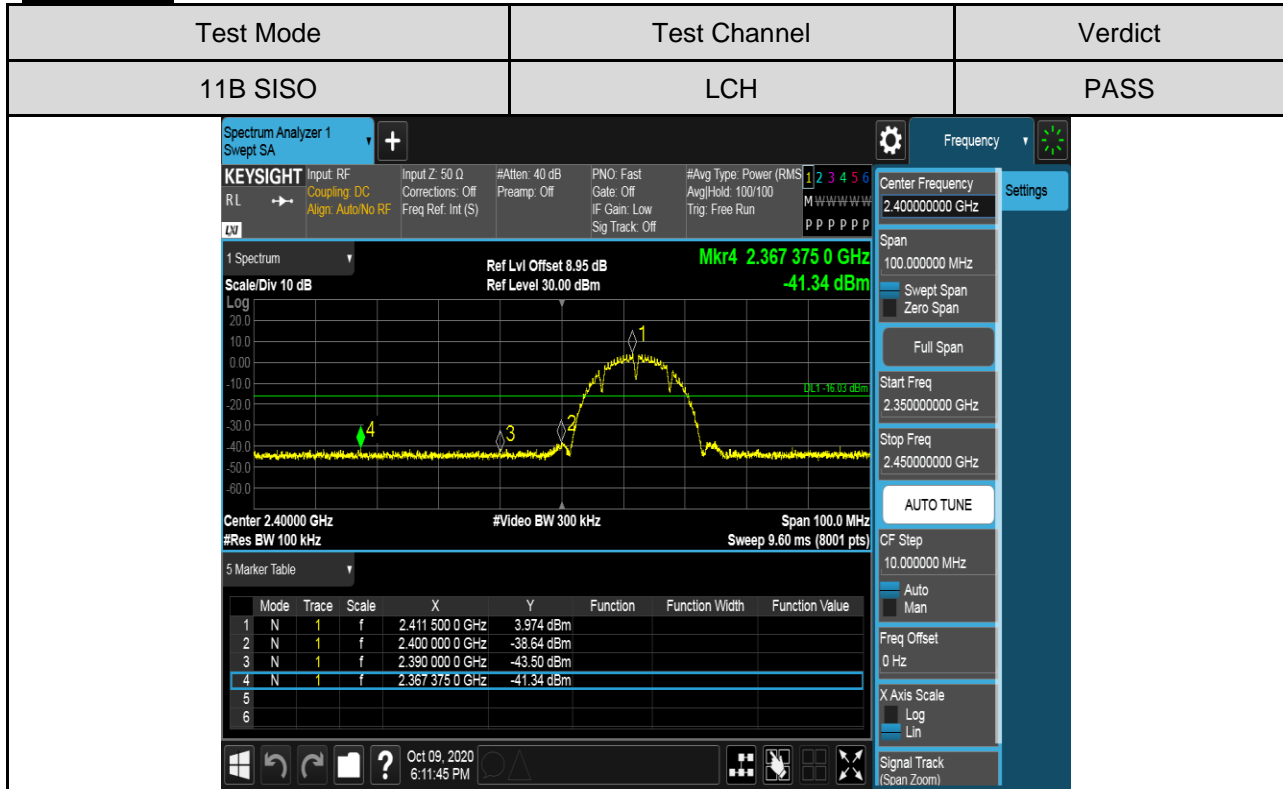 Test Mode Test Channel Verdict
11B SISO LCH PASS
Spectrum Analyzer 1
Swept SA
+
Frequency
KEYSIGHT Input: RF Input Z: 50 Ω #Atten: 40 dB PNO: Fast #Avg Type: Power (RMS 1 2 3 4 5 6
RL Coupling: DC Corrections: Off Preamp: Off Gate: Off Avg|Hold: 100/100 M W W W W W
Align: Auto/No RF Freq Ref: Int (S) IF Gain: Low Trig: Free Run
LXI Sig Track: Off P P P P P P
Center Frequency
2.400000000 GHz
Settings
1 Spectrum
Ref Lvl Offset 8.95 dB
Mkr4 2.367 375 0 GHz
Scale/Div 10 dB Ref Level 30.00 dBm -41.34 dBm
Log
20.0
10.0
0.00
-10.0
-20.0
-30.0
-40.0
-50.0
-60.0
1
DL1 -16.03 dBm
4
3
2
Center 2.40000 GHz #Video BW 300 kHz Span 100.0 MHz
#Res BW 100 kHz Sweep 9.60 ms (8001 pts)
Span
100.000000 MHz
Swept Span
Zero Span
Full Span
Start Freq
2.350000000 GHz
Stop Freq
2.450000000 GHz
AUTO TUNE
CF Step
10.000000 MHz
Auto
Man
Freq Offset
0 Hz
X Axis Scale
Log
Lin
Signal Track
(Span Zoom)
5 Marker Table
Mode Trace Scale X Y Function Function Width Function Value
1 N 1 f 2.411 500 0 GHz 3.974 dBm
2 N 1 f 2.400 000 0 GHz -38.64 dBm
3 N 1 f 2.390 000 0 GHz -43.50 dBm
4 N 1 f 2.367 375 0 GHz -41.34 dBm
5
6
? Oct 09, 2020
6:11:45 PM